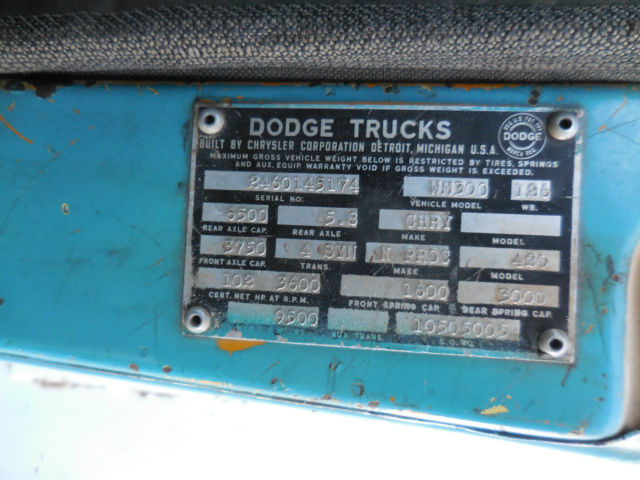 DODGE TRUCKS
BUILT BY CHRYSLER CORPORATION DETROIT, MICHIGAN U.S.A.
MAXIMUM GROSS VEHICLE WEIGHT BELOW IS RESTRICTED BY TIRES, SPRINGS
AND AUX. EQUIP. WARRANTY VOID IF GROSS WEIGHT IS EXCEEDED.
DODGE
2460145174 WM300 126
SERIAL NO. VEHICLE MODEL WB.
6500 5.8 CHRY
REAR AXLE CAP. REAR AXLE MAKE MODEL
3750 4 SYN N PROC 420
FRONT AXLE CAP. TRANS. MAKE MODEL
102 3600 1600 3000
CERT. NET HP. AT R.P.M. FRONT SPRING CAP. REAR SPRING CAP.
9500 10505005
AUX. TRANS. S.O. NO.